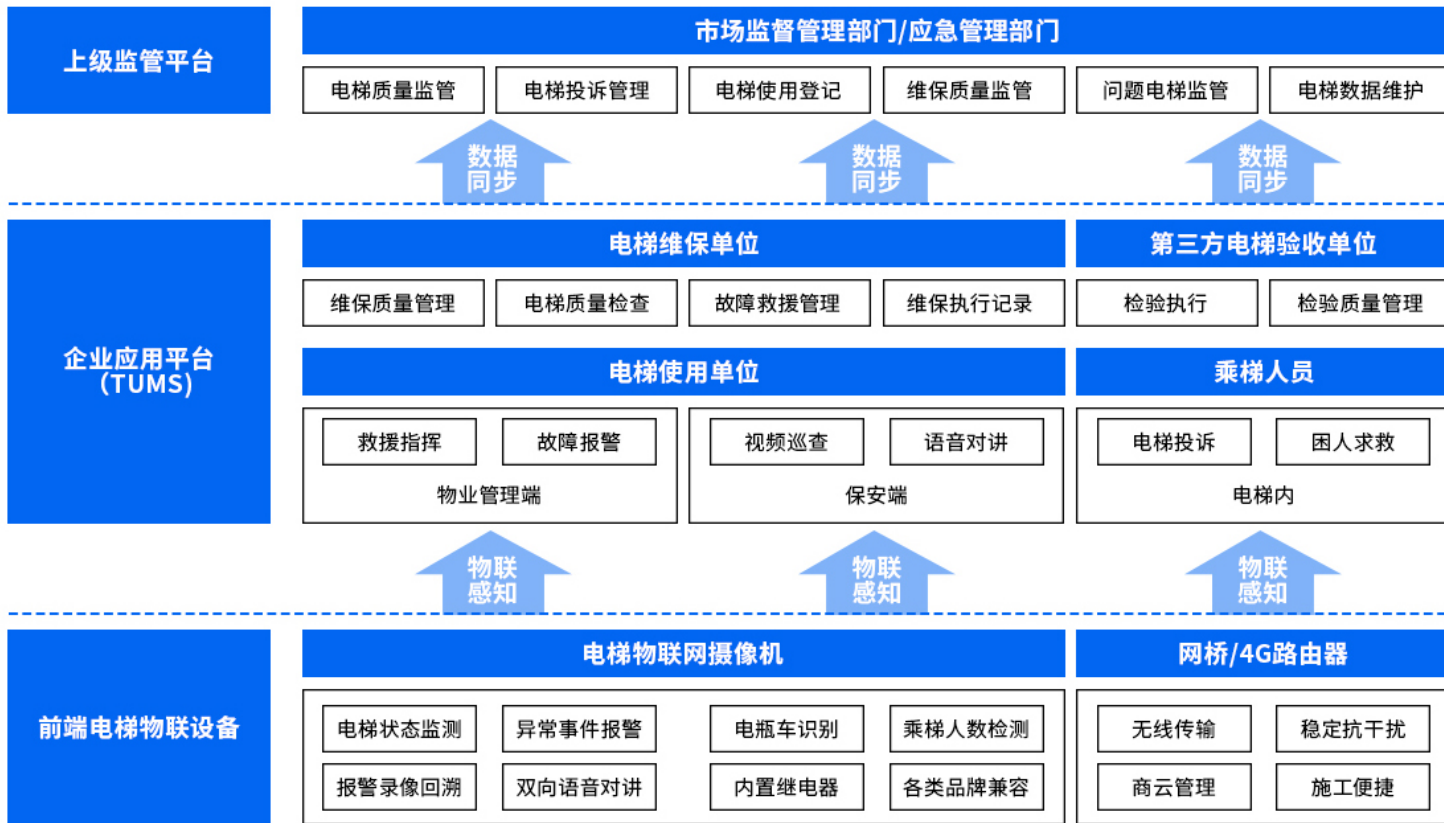 上级监管平台
市场监督管理部门/应急管理部门
电梯质量监管
电梯投诉管理
电梯使用登记
维保质量监管
问题电梯监管
电梯数据维护
数据
同步
数据
同步
数据
同步
企业应用平台
(TUMS)
电梯维保单位
第三方电梯验收单位
维保质量管理
电梯质量检查
故障救援管理
维保执行记录
检验执行
检验质量管理
电梯使用单位
乘梯人员
救援指挥
故障报警
物业管理端
视频巡查
语音对讲
保安端
电梯投诉
困人求救
电梯内
物联
感知
物联
感知
物联
感知
前端电梯物联设备
电梯物联网摄像机
网桥/4G路由器
电梯状态监测
异常事件报警
电瓶车识别
乘梯人数检测
无线传输
稳定抗干扰
报警录像回溯
双向语音对讲
内置继电器
各类品牌兼容
商云管理
施工便捷